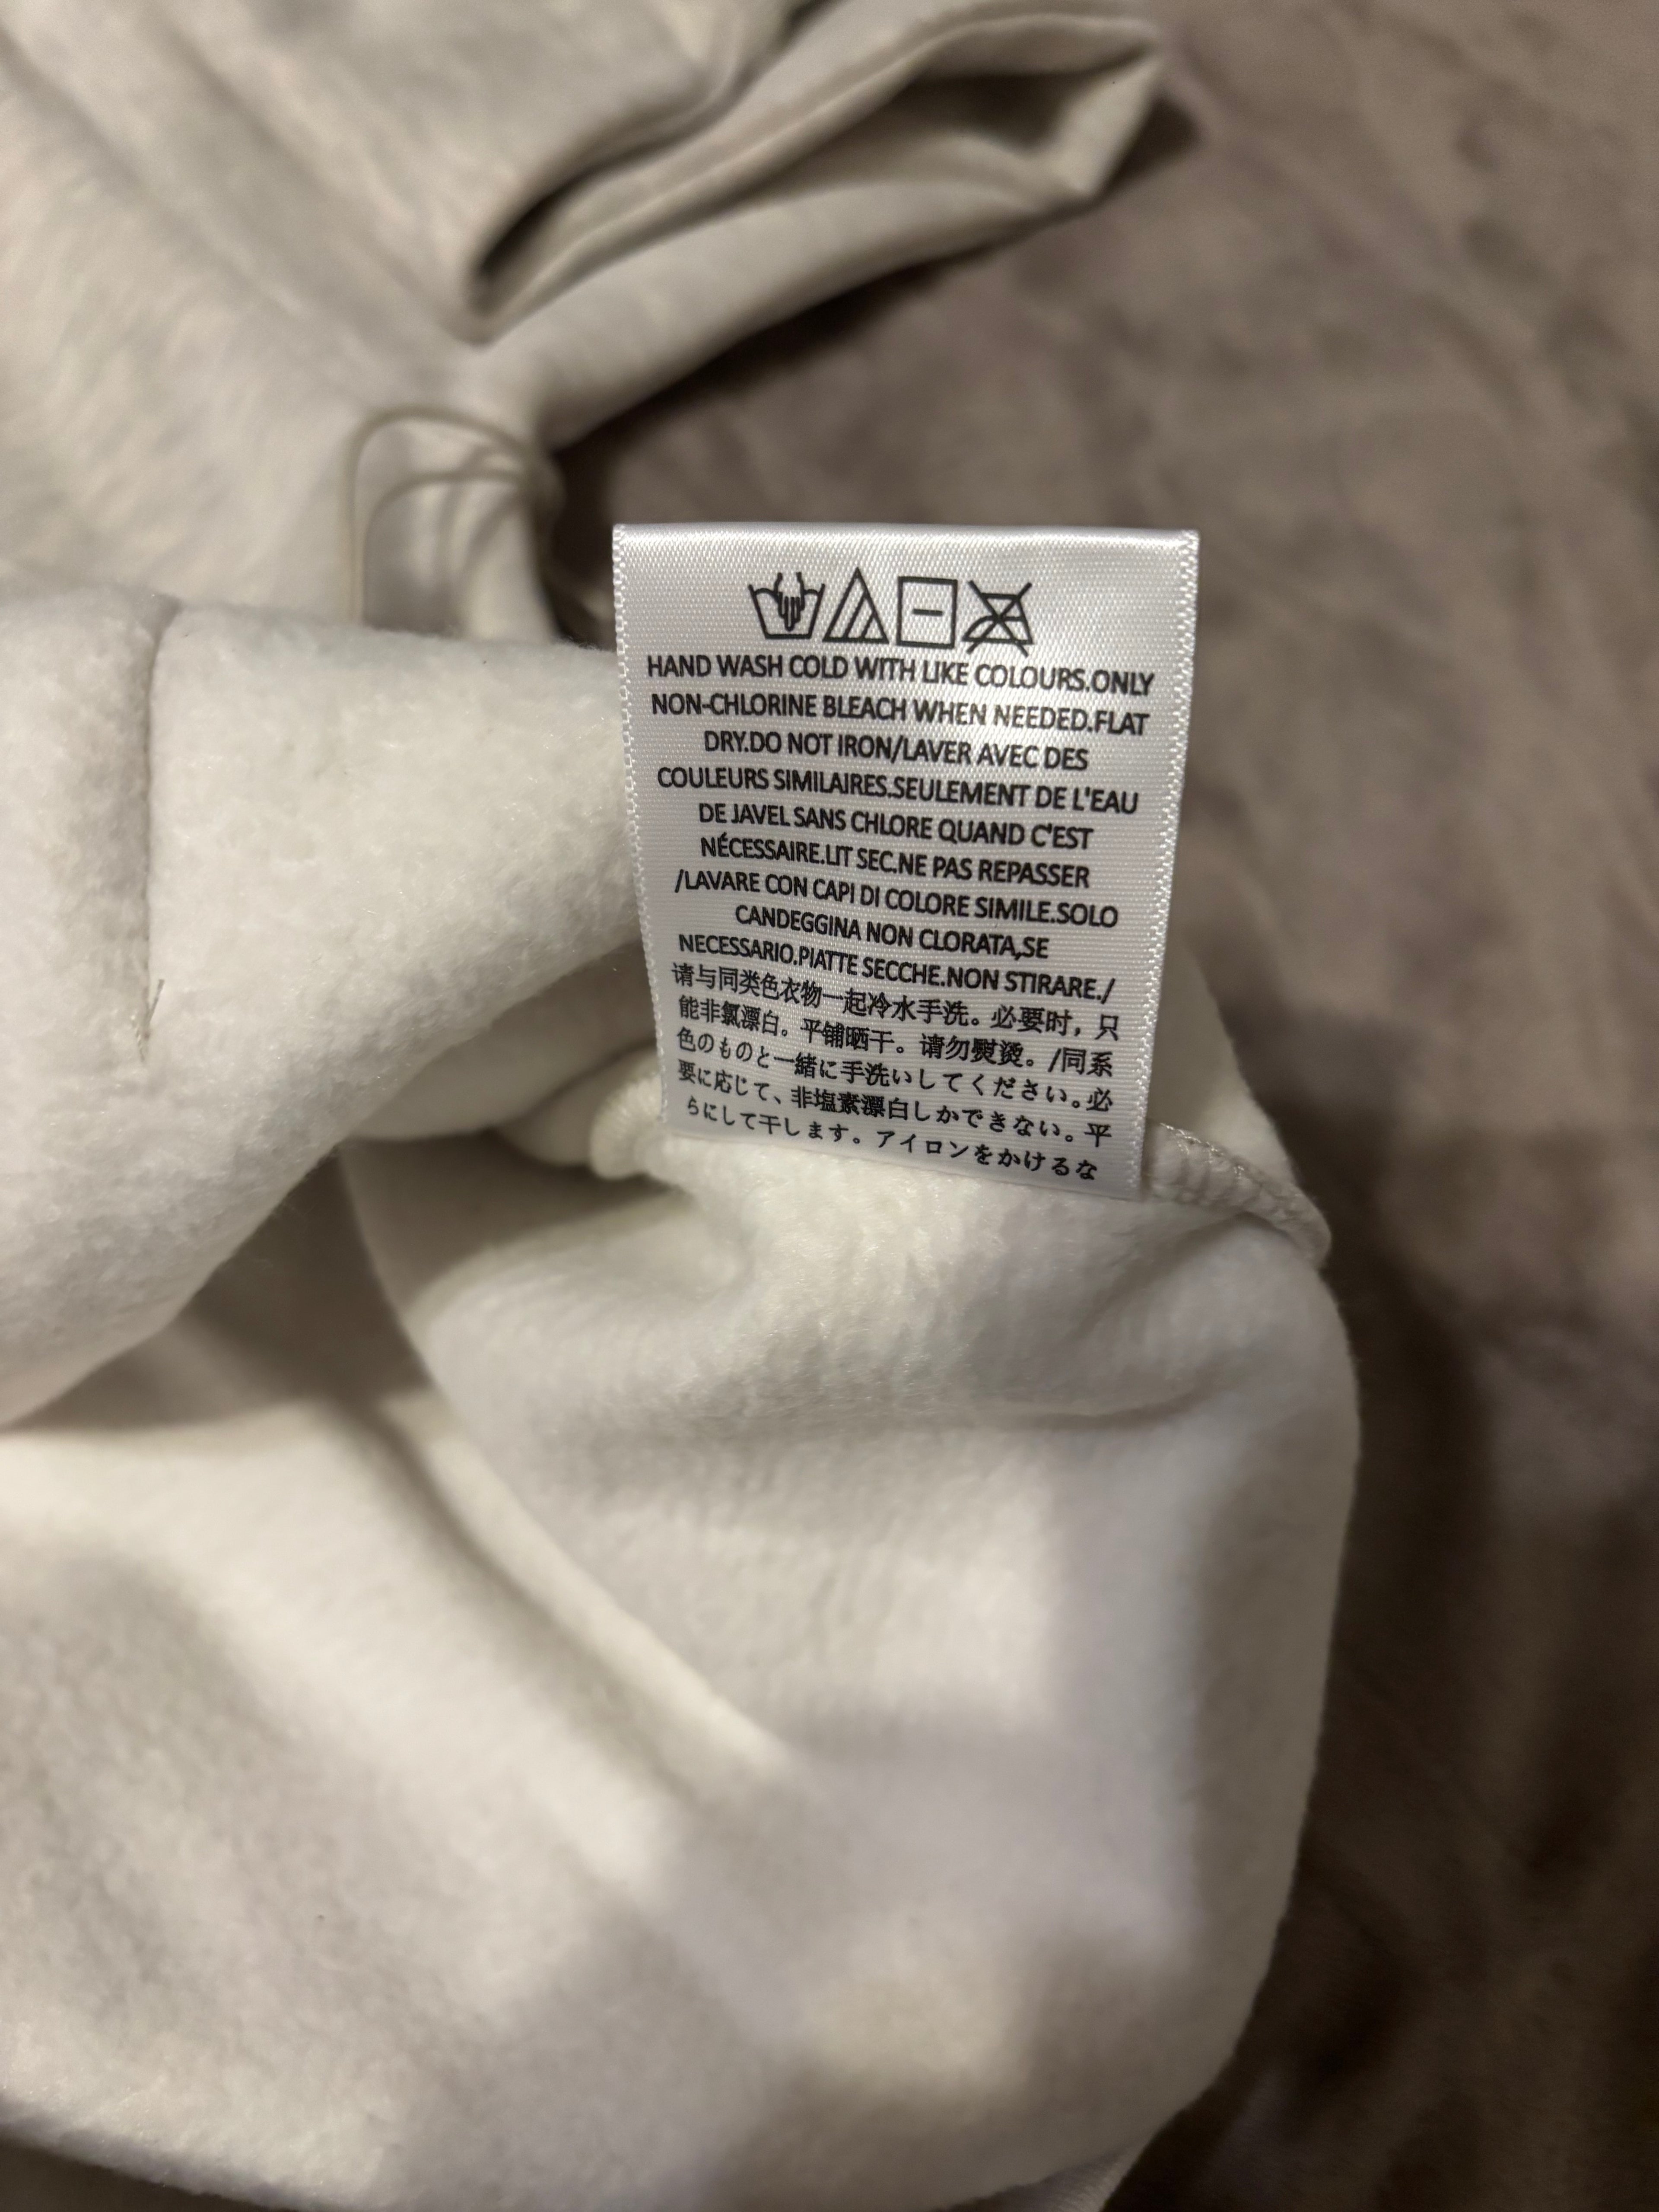 HAND WASH COLD WITH LIKE COLOURS.ONLY
NON-CHLORINE BLEACH WHEN NEEDED.FLAT
DRY.DO NOT IRON/LAVER AVEC DES
COULEURS SIMILAIRES.SEULEMENT DE L'EAU
DE JAVEL SANS CHLORE QUAND C'EST
NÉCESSAIRE.LIT SEC.NE PAS REPASSER
/LAVARE CON CAPI DI COLORE SIMILE.SOLO
CANDEGGINA NON CLORATA,SE
NECESSARIO.PIATTE SECCHE.NON STIRARE./
请与同类色衣物一起冷水手洗。必要时，只
能非氯漂白。平铺晒干。请勿熨烫。/同系
色のものと一緒に手洗いしてください。必
要に応じて、非塩素漂白しかできない。平
らにして干します。アイロンをかけるな